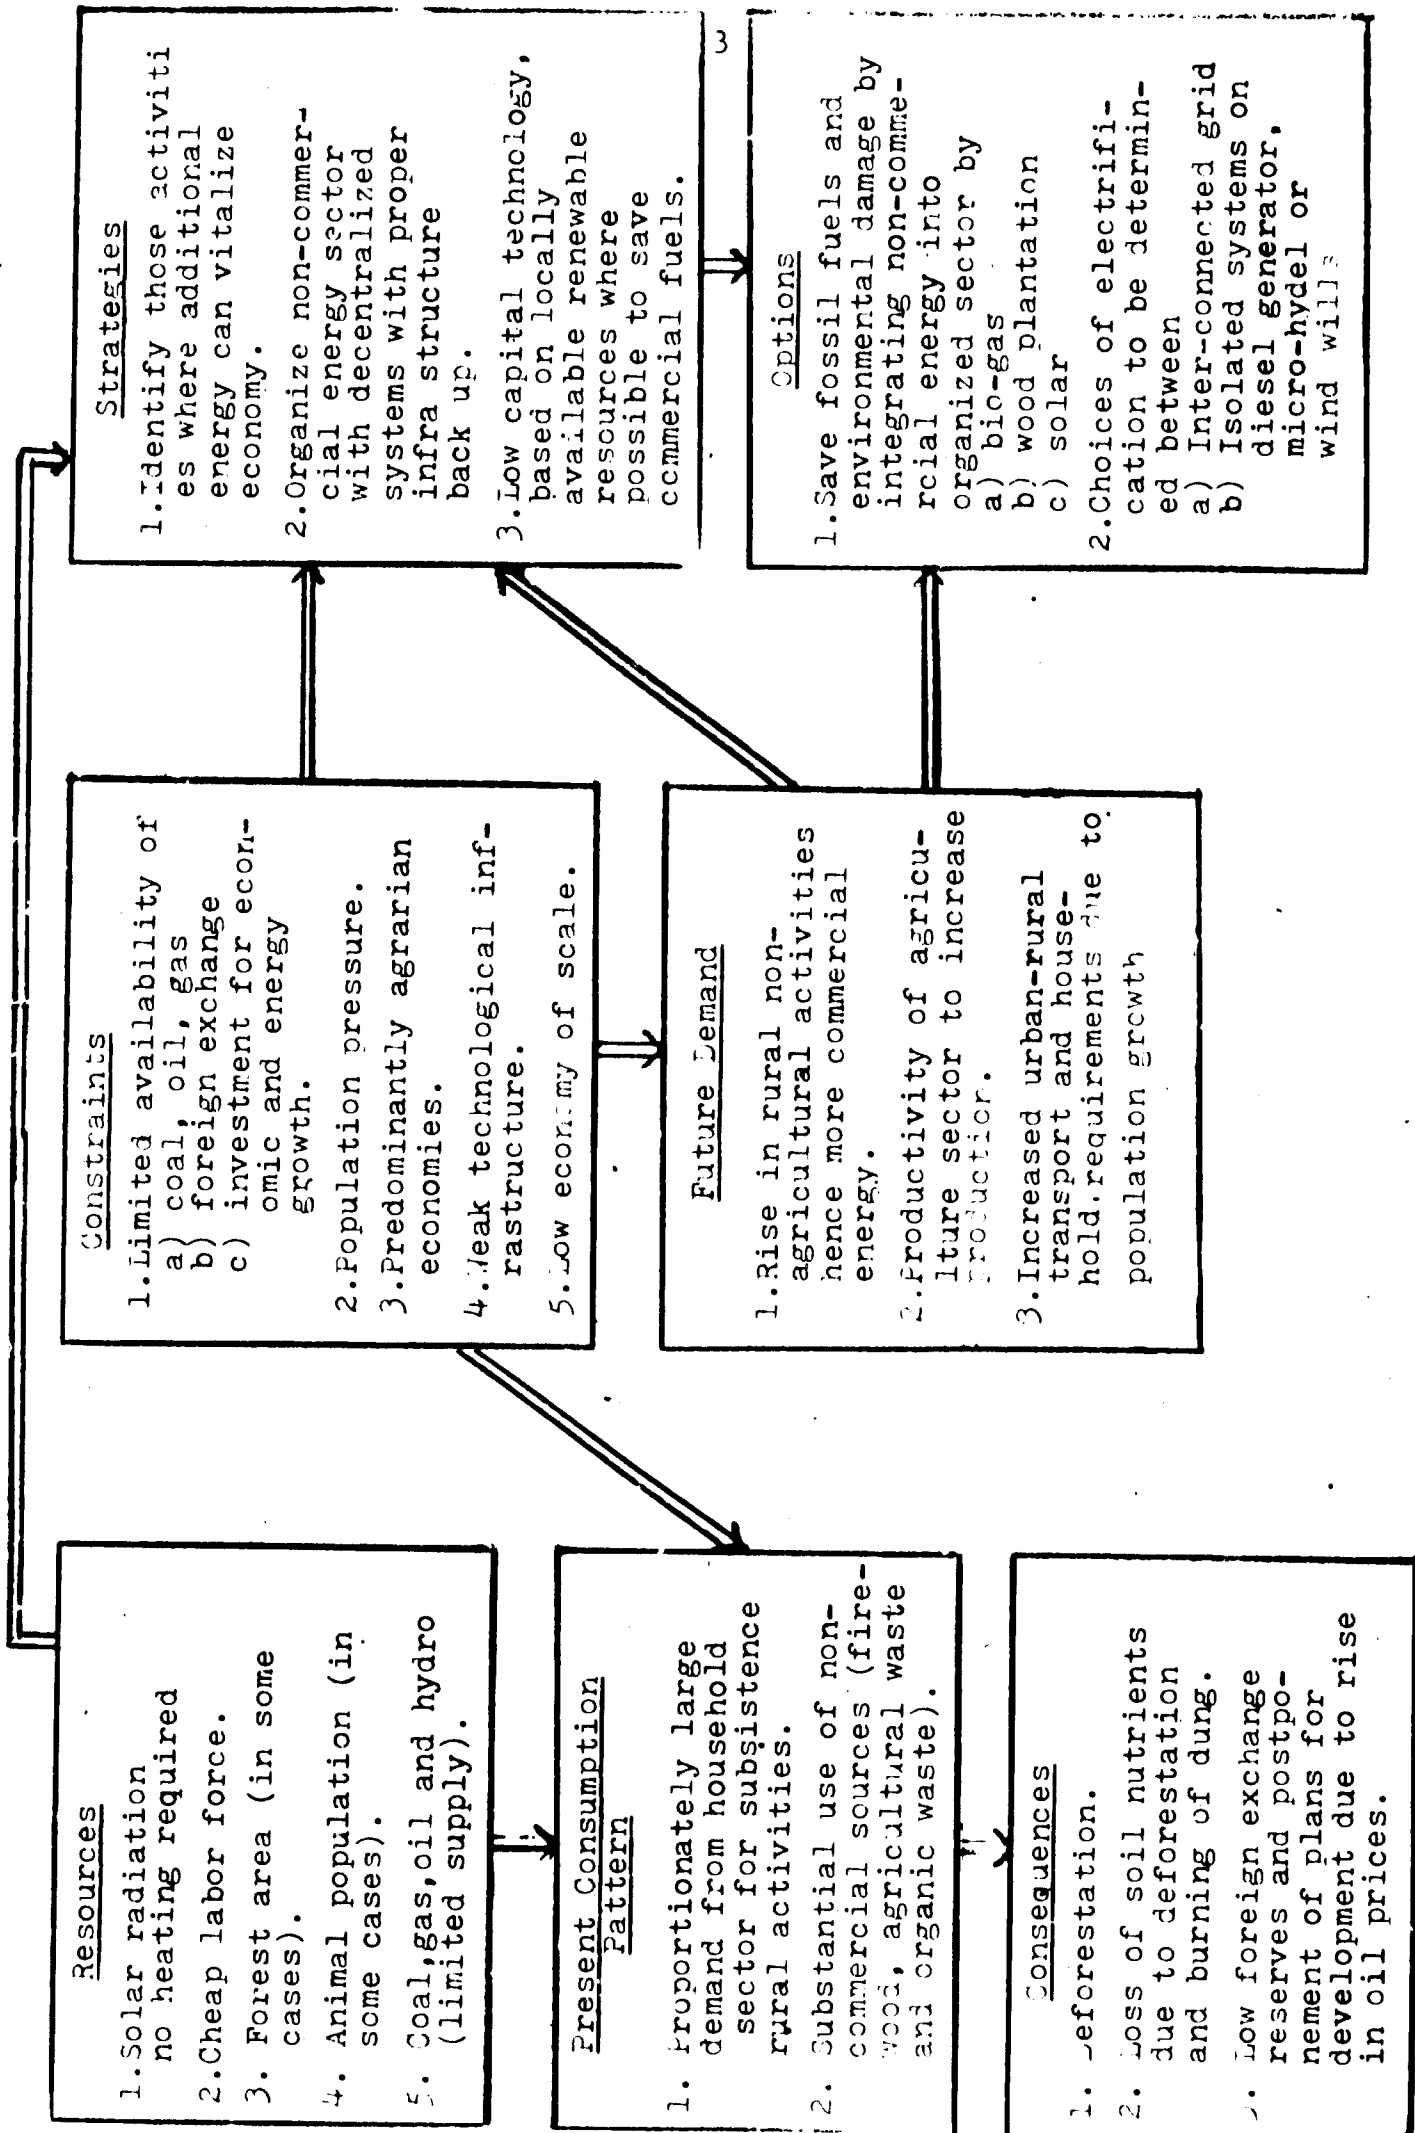 3
Resources
1.Solar radiation
no heating required
2.Cheap labor force.
3. Forest area (in some
cases).
4. Animal population (in
some cases).
5. Coal,gas,oil and hydro
(limited supply).
Present Consumption
Pattern
1. Proportionately large
demand from household
sector for subsistence
rural activities.
2. Substantial use of non-
commercial sources (fire-
wood, agricultural waste
and organic waste).
Consequences
1. Deforestation.
2. Loss of soil nutrients
due to deforestation
and burning of dung.
3. Low foreign exchange
reserves and postpo-
nement of plans for
development due to rise
in oil prices.
Constraints
1.Limited availability of
a) coal, oil, gas
b) foreign exchange
c) investment for econ-
omic and energy
growth.
2.Population pressure.
3.Predominantly agrarian
economies.
4.Weak technological inf-
rastructure.
5.Low economy of scale.
Future Demand
1.Rise in rural non-
agricultural activities
hence more commercial
energy.
2.Productivity of agricu-
lture sector to increase
production.
3.Increased urban-rural
transport and house-
hold.requirements due to
population growth
Strategies
1.Identify those activiti
es where additional
energy can vitalize
economy.
2.Organize non-commer-
cial energy sector
with decentralized
systems with proper
infra structure
back up.
3.Low capital technology,
based on locally
available renewable
resources where
possible to save
commercial fuels.
Options
1.Save fossil fuels and
environmental damage by
integrating non-comme-
rcial energy into
organized sector by
a) bio-gas
b) wood plantation
c) solar
2.Choices of electrifi-
cation to be determin-
ed between
a) Inter-connected grid
b) Isolated systems on
diesel generator,
micro-hydel or
wind wills